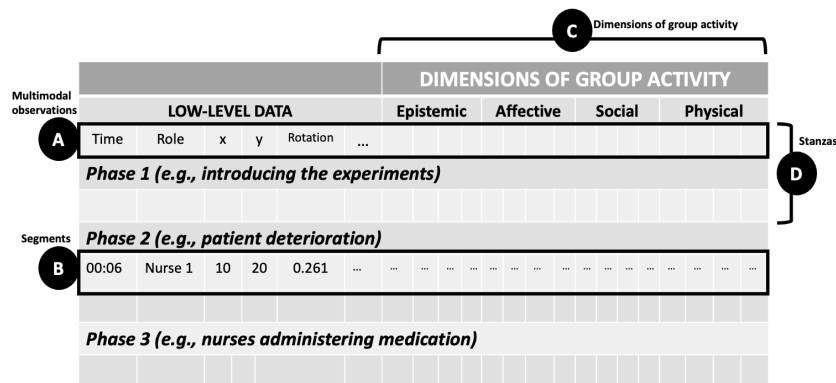 C Dimensions of group activity
DIMENSIONS OF GROUP ACTIVITY
Multimodal
observations
LOW-LEVEL DATA Epistemic Affective Social Physical
A Time Role x y Rotation ...
Stanzas
D
Phase 1 (e.g., introducing the experiments)
Segments
Phase 2 (e.g., patient deterioration)
B 00:06 Nurse 1 10 20 0.261 ... ... ... ... ... ... ... ... ... ... ... ... ... ... ... ... ...
Phase 3 (e.g., nurses administering medication)